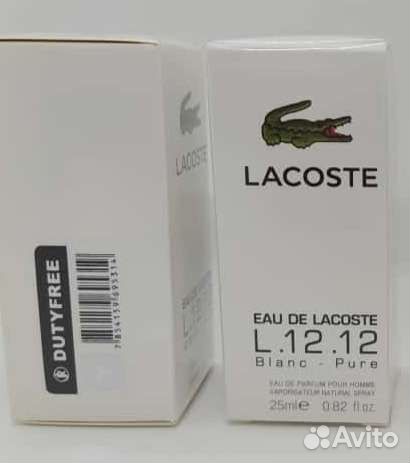 LACOSTE
DUTYFREE
7854159695314
LACOSTE
EAU DE LACOSTE
L.12.12
Blanc - Pure
EAU DE PARFUM POUR HOMME
VAPORISATEUR NATURAL SPRAY
25ml e 0.82 fl.oz.
Avito